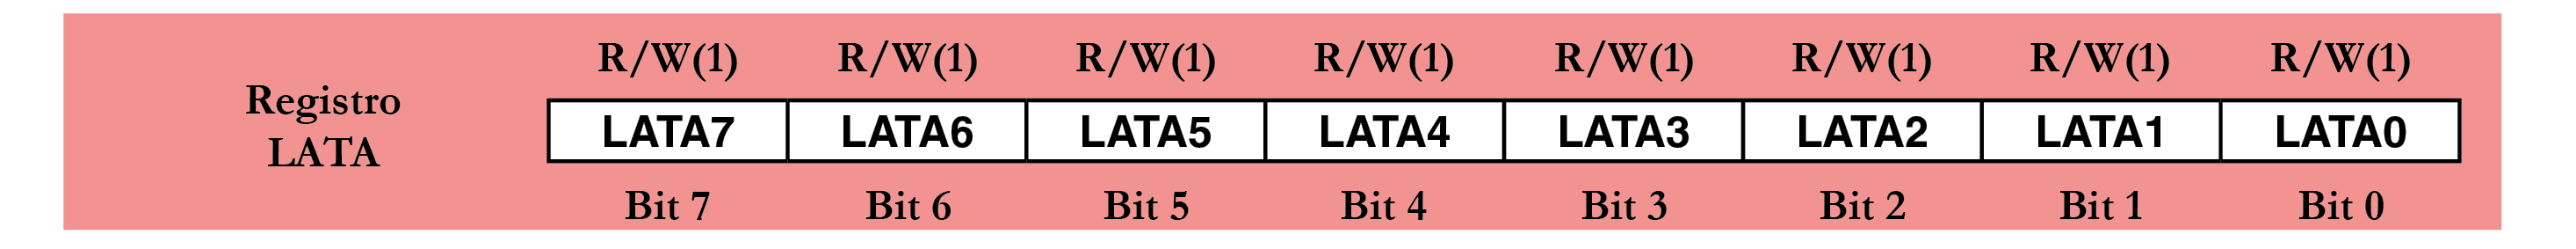 R/W(1) R/W(1) R/W(1) R/W(1) R/W(1) R/W(1) R/W(1) R/W(1)
Registro
LATA
LATA7 LATA6 LATA5 LATA4 LATA3 LATA2 LATA1 LATA0
Bit 7 Bit 6 Bit 5 Bit 4 Bit 3 Bit 2 Bit 1 Bit 0